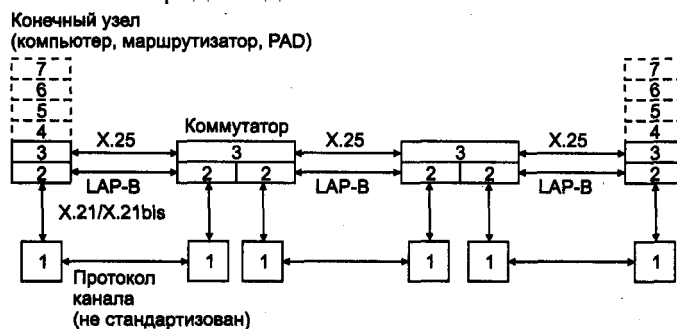 Конечный узел
(компьютер, маршрутизатор, PAD)
7
6
5
4
3
2
X.25
LAP-B
Коммутатор
3
2 2
X.25
LAP-B
3
2 2
X.25
LAP-B
7
6
5
4
3
2
X.21/X.21bis
1 1 1 1 1 1
Протокол
канала
(не стандартизован)